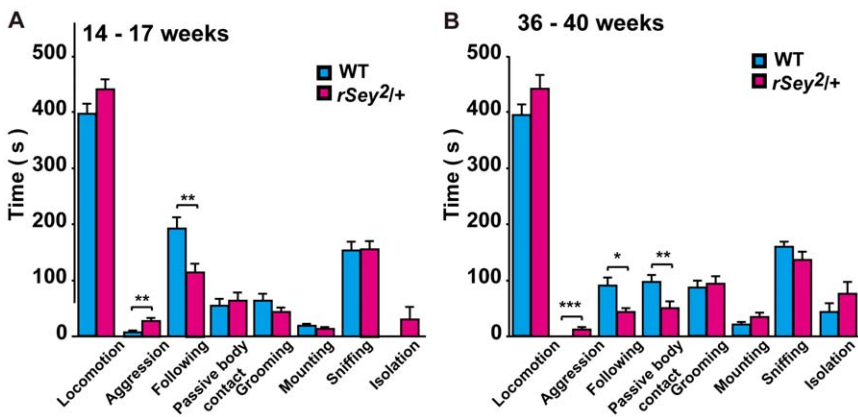 A
14 - 17 weeks
WT
rSey²/+
Time ( s )
500
400
300
200
100
0
**
**
Locomotion
Aggression
Following
Passive body
contact
Grooming
Mounting
Sniffing
Isolation
B
36 - 40 weeks
WT
rSey²/+
Time ( s )
500
400
300
200
100
0
***
*
**
Locomotion
Aggression
Following
Passive body
contact
Grooming
Mounting
Sniffing
Isolation